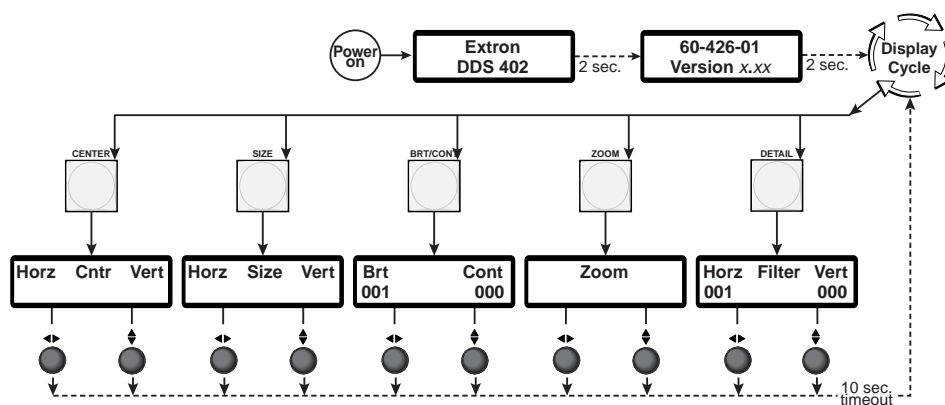 Power on
Extron
DDS 402
2 sec.
60-426-01
Version x.xx
2 sec.
Display
Cycle
CENTER
SIZE
BRT/CONT
ZOOM
DETAIL
Horz Cntr Vert
Horz Size Vert
Brt Cont
001 000
Zoom
Horz Filter Vert
001 000
10 sec.
timeout